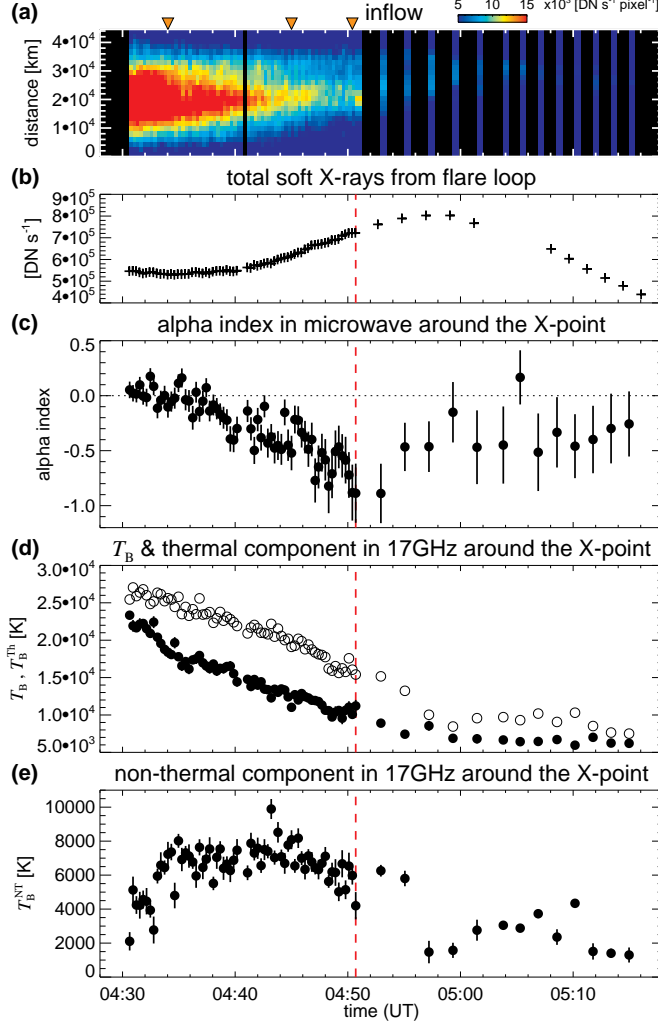 (a) inflow 5 10 15 x10³ [DN s⁻¹ pixel⁻¹]
distance [km]
4•10⁴
3•10⁴
2•10⁴
1•10⁴
0
(b) total soft X-rays from flare loop
[DN s⁻¹]
9•10⁵
8•10⁵
7•10⁵
6•10⁵
5•10⁵
4•10⁵
(c) alpha index in microwave around the X-point
alpha index
0.5
0.0
-0.5
-1.0
(d) T_B & thermal component in 17GHz around the X-point
T_B , T_B^Th [K]
3.0•10⁴
2.5•10⁴
2.0•10⁴
1.5•10⁴
1.0•10⁴
5.0•10³
(e) non-thermal component in 17GHz around the X-point
T_B^NT [K]
10000
8000
6000
4000
2000
0
04:30 04:40 04:50 05:00 05:10
time (UT)